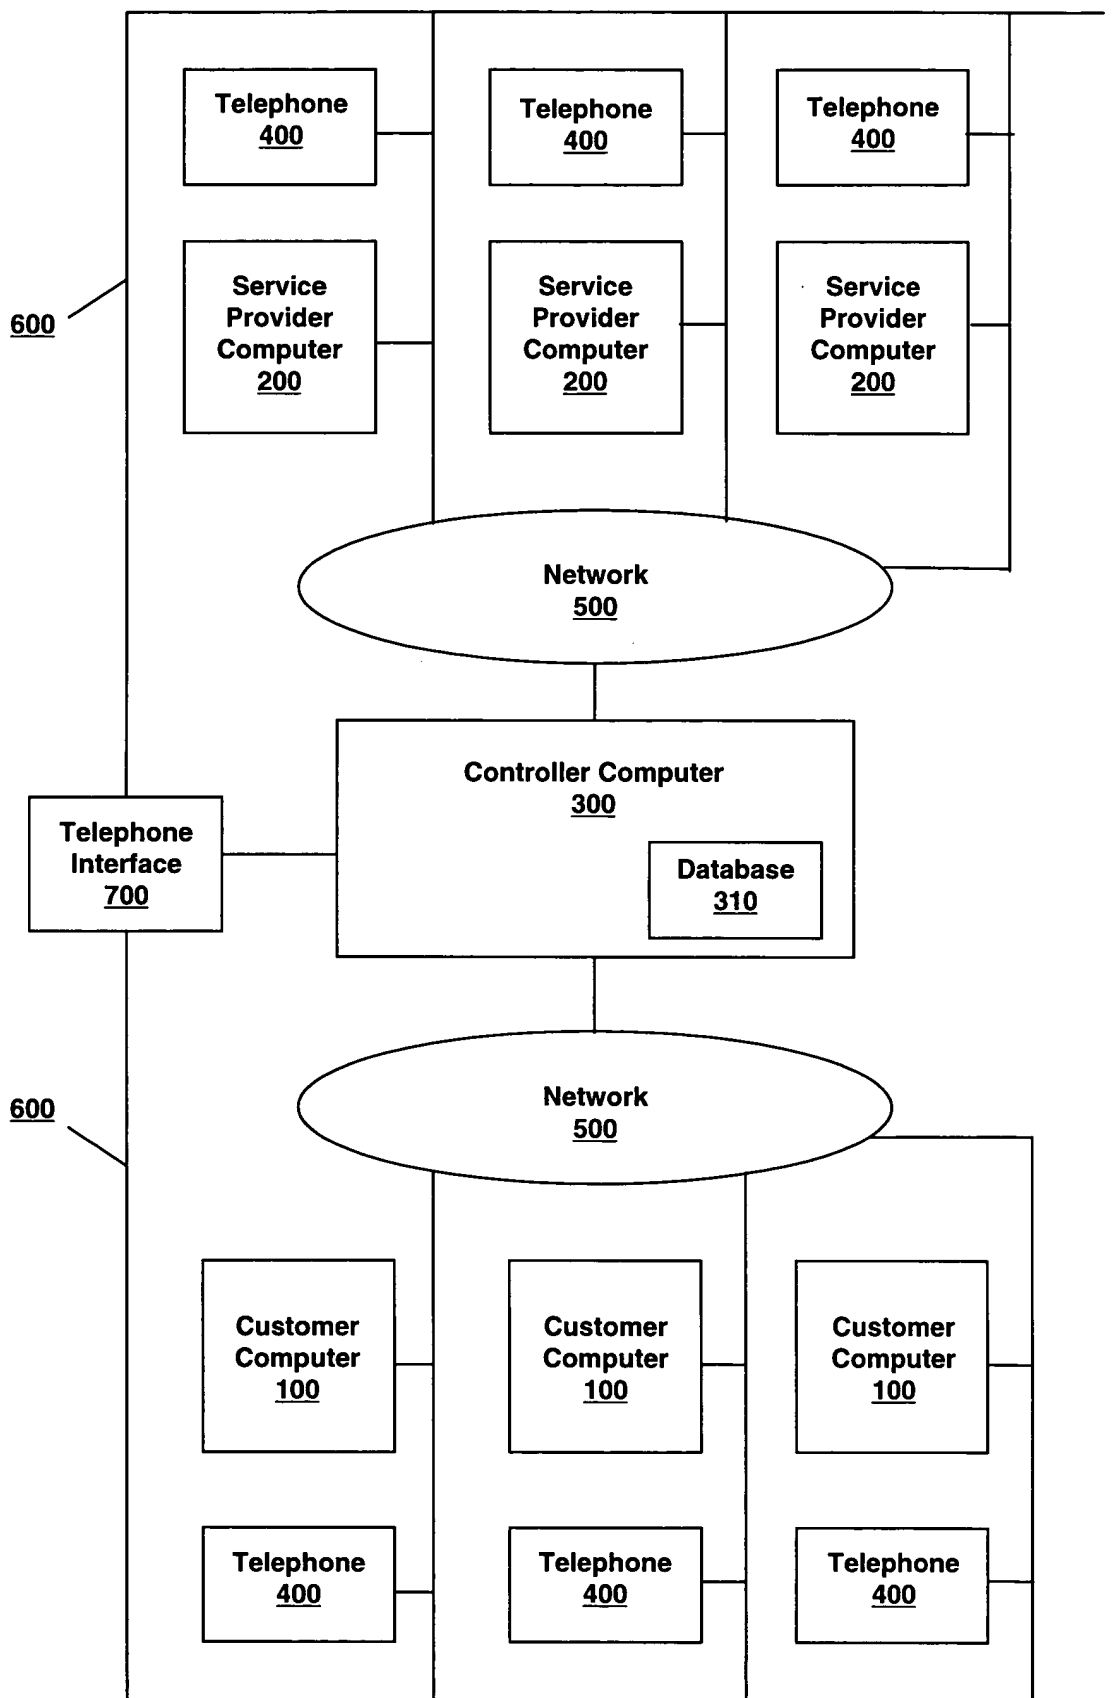 Telephone
400
Telephone
400
Telephone
400
Service
Provider
Computer
200
Service
Provider
Computer
200
Service
Provider
Computer
200
600
Network
500
Controller Computer
300
Telephone
Interface
700
Database
310
600
Network
500
Customer
Computer
100
Customer
Computer
100
Customer
Computer
100
Telephone
400
Telephone
400
Telephone
400